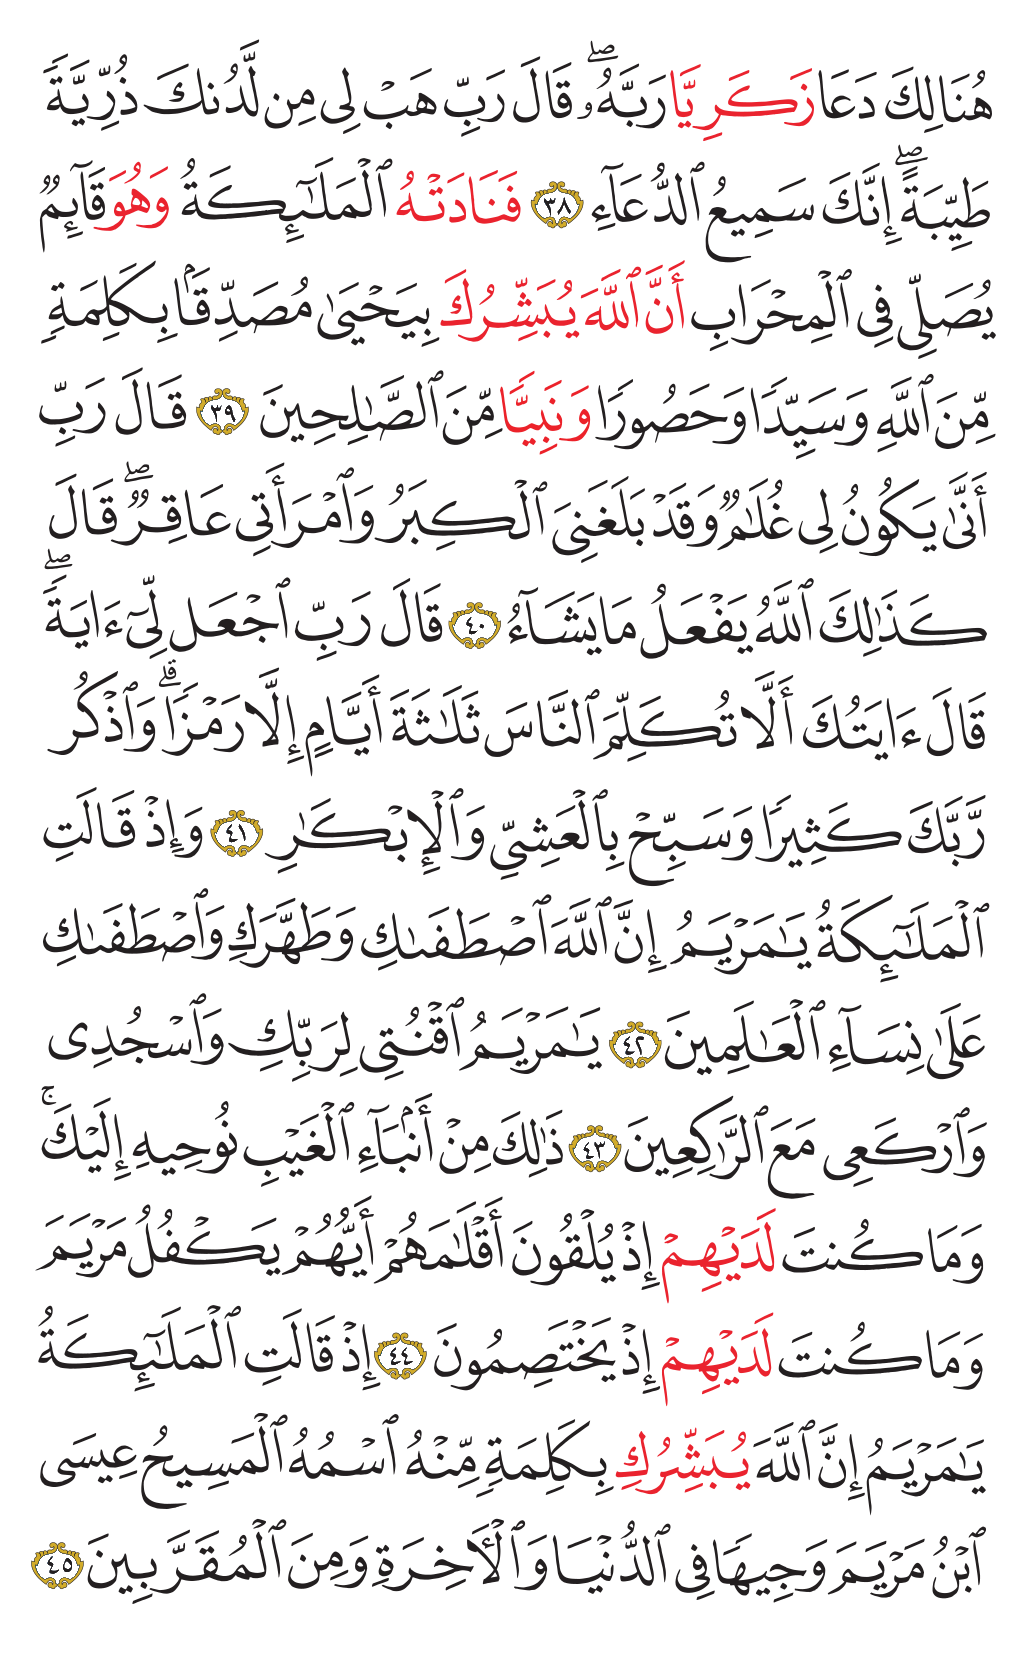 هُنَالِكَ دَعَا زَكَرِيَّا رَبَّهُۥۖ قَالَ رَبِّ هَبْ لِى مِن لَّدُنكَ ذُرِّيَّةً
طَيِّبَةًۖ إِنَّكَ سَمِيعُ ٱلدُّعَآءِ ٣٨ فَنَادَتْهُ ٱلْمَلَٰٓئِكَةُ وَهُوَ قَآئِمٌ
يُصَلِّى فِى ٱلْمِحْرَابِ أَنَّ ٱللَّهَ يُبَشِّرُكَ بِيَحْيَىٰ مُصَدِّقَۢا بِكَلِمَةٍ
مِّنَ ٱللَّهِ وَسَيِّدًا وَحَصُورًا وَنَبِيًّا مِّنَ ٱلصَّٰلِحِينَ ٣٩ قَالَ رَبِّ
أَنَّىٰ يَكُونُ لِى غُلَٰمٌ وَقَدْ بَلَغَنِىَ ٱلْكِبَرُ وَٱمْرَأَتِى عَاقِرٌۖ قَالَ
كَذَٰلِكَ ٱللَّهُ يَفْعَلُ مَا يَشَآءُ ٤٠ قَالَ رَبِّ ٱجْعَل لِّىٓ ءَايَةًۖ
قَالَ ءَايَتُكَ أَلَّا تُكَلِّمَ ٱلنَّاسَ ثَلَٰثَةَ أَيَّامٍ إِلَّا رَمْزًاۗ وَٱذْكُر
رَّبَّكَ كَثِيرًا وَسَبِّحْ بِٱلْعَشِىِّ وَٱلْإِبْكَٰرِ ٤١ وَإِذْ قَالَتِ
ٱلْمَلَٰٓئِكَةُ يَٰمَرْيَمُ إِنَّ ٱللَّهَ ٱصْطَفَىٰكِ وَطَهَّرَكِ وَٱصْطَفَىٰكِ
عَلَىٰ نِسَآءِ ٱلْعَٰلَمِينَ ٤٢ يَٰمَرْيَمُ ٱقْنُتِى لِرَبِّكِ وَٱسْجُدِى
وَٱرْكَعِى مَعَ ٱلرَّٰكِعِينَ ٤٣ ذَٰلِكَ مِنْ أَنۢبَآءِ ٱلْغَيْبِ نُوحِيهِ إِلَيْكَۚ
وَمَا كُنتَ لَدَيْهِمْ إِذْ يُلْقُونَ أَقْلَٰمَهُمْ أَيُّهُمْ يَكْفُلُ مَرْيَمَ
وَمَا كُنتَ لَدَيْهِمْ إِذْ يَخْتَصِمُونَ ٤٤ إِذْ قَالَتِ ٱلْمَلَٰٓئِكَةُ
يَٰمَرْيَمُ إِنَّ ٱللَّهَ يُبَشِّرُكِ بِكَلِمَةٍ مِّنْهُ ٱسْمُهُ ٱلْمَسِيحُ عِيسَى
ٱبْنُ مَرْيَمَ وَجِيهًا فِى ٱلدُّنْيَا وَٱلْأَخِرَةِ وَمِنَ ٱلْمُقَرَّبِينَ ٤٥